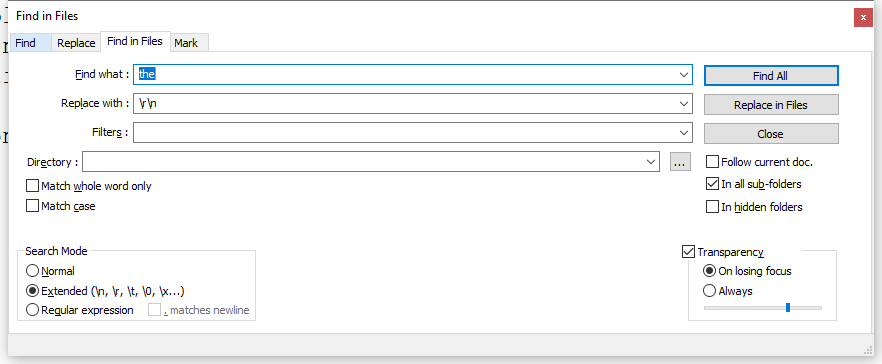 Find in Files
x
Find Replace Find in Files Mark
Find what : the Find All
Replace with : \r\n Replace in Files
Filters : Close
Directory : ... Follow current doc.
Match whole word only In all sub-folders
Match case In hidden folders
Search Mode Transparency
Normal On losing focus
Extended (\n, \r, \t, \0, \x...) Always
Regular expression . matches newline